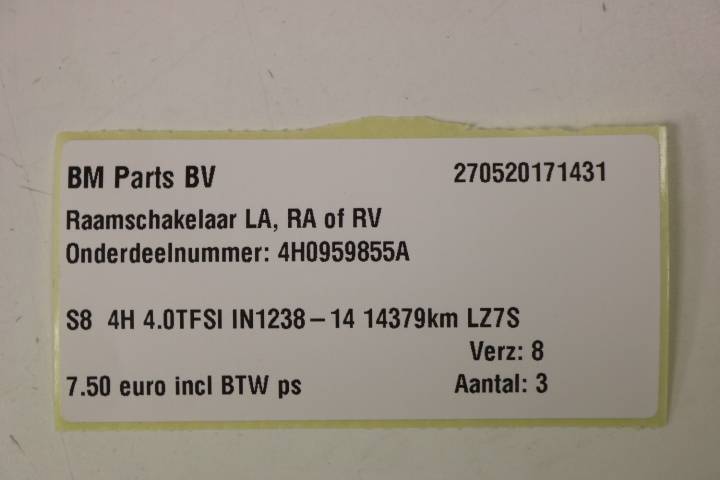 BM Parts BV 270520171431
Raamschakelaar LA, RA of RV
Onderdeelnummer: 4H0959855A
S8 4H 4.0TFSI IN1238-14 14379km LZ7S
Verz: 8
7.50 euro incl BTW ps Aantal: 3